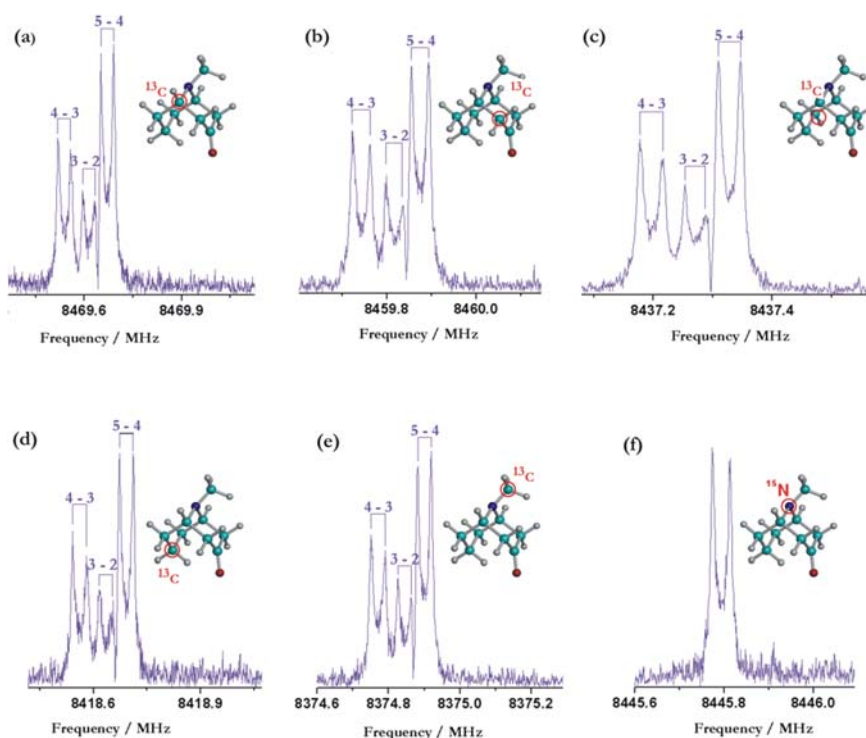 (a)
5 - 4
4 - 3
3 - 2
13C
8469.6 8469.9
Frequency / MHz
(b)
5 - 4
4 - 3
3 - 2
13C
8459.8 8460.0
Frequency / MHz
(c)
5 - 4
4 - 3
3 - 2
13C
8437.2 8437.4
Frequency / MHz
(d)
5 - 4
4 - 3
3 - 2
13C
8418.6 8418.9
Frequency / MHz
(e)
5 - 4
4 - 3
3 - 2
13C
8374.6 8374.8 8375.0 8375.2
Frequency / MHz
(f)
15N
8445.6 8445.8 8446.0
Frequency / MHz